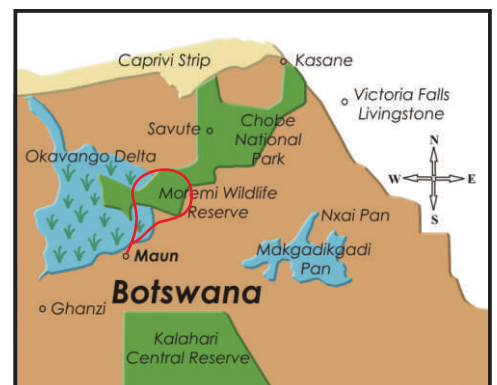 Caprivi Strip
Kasane
Victoria Falls
Livingstone
Savute
Chobe
National
Park
N
W
E
S
Okavango Delta
Moremi Wildlife
Reserve
Nxai Pan
Makgadikgadi
Pan
Maun
Botswana
Ghanzi
Kalahari
Central Reserve